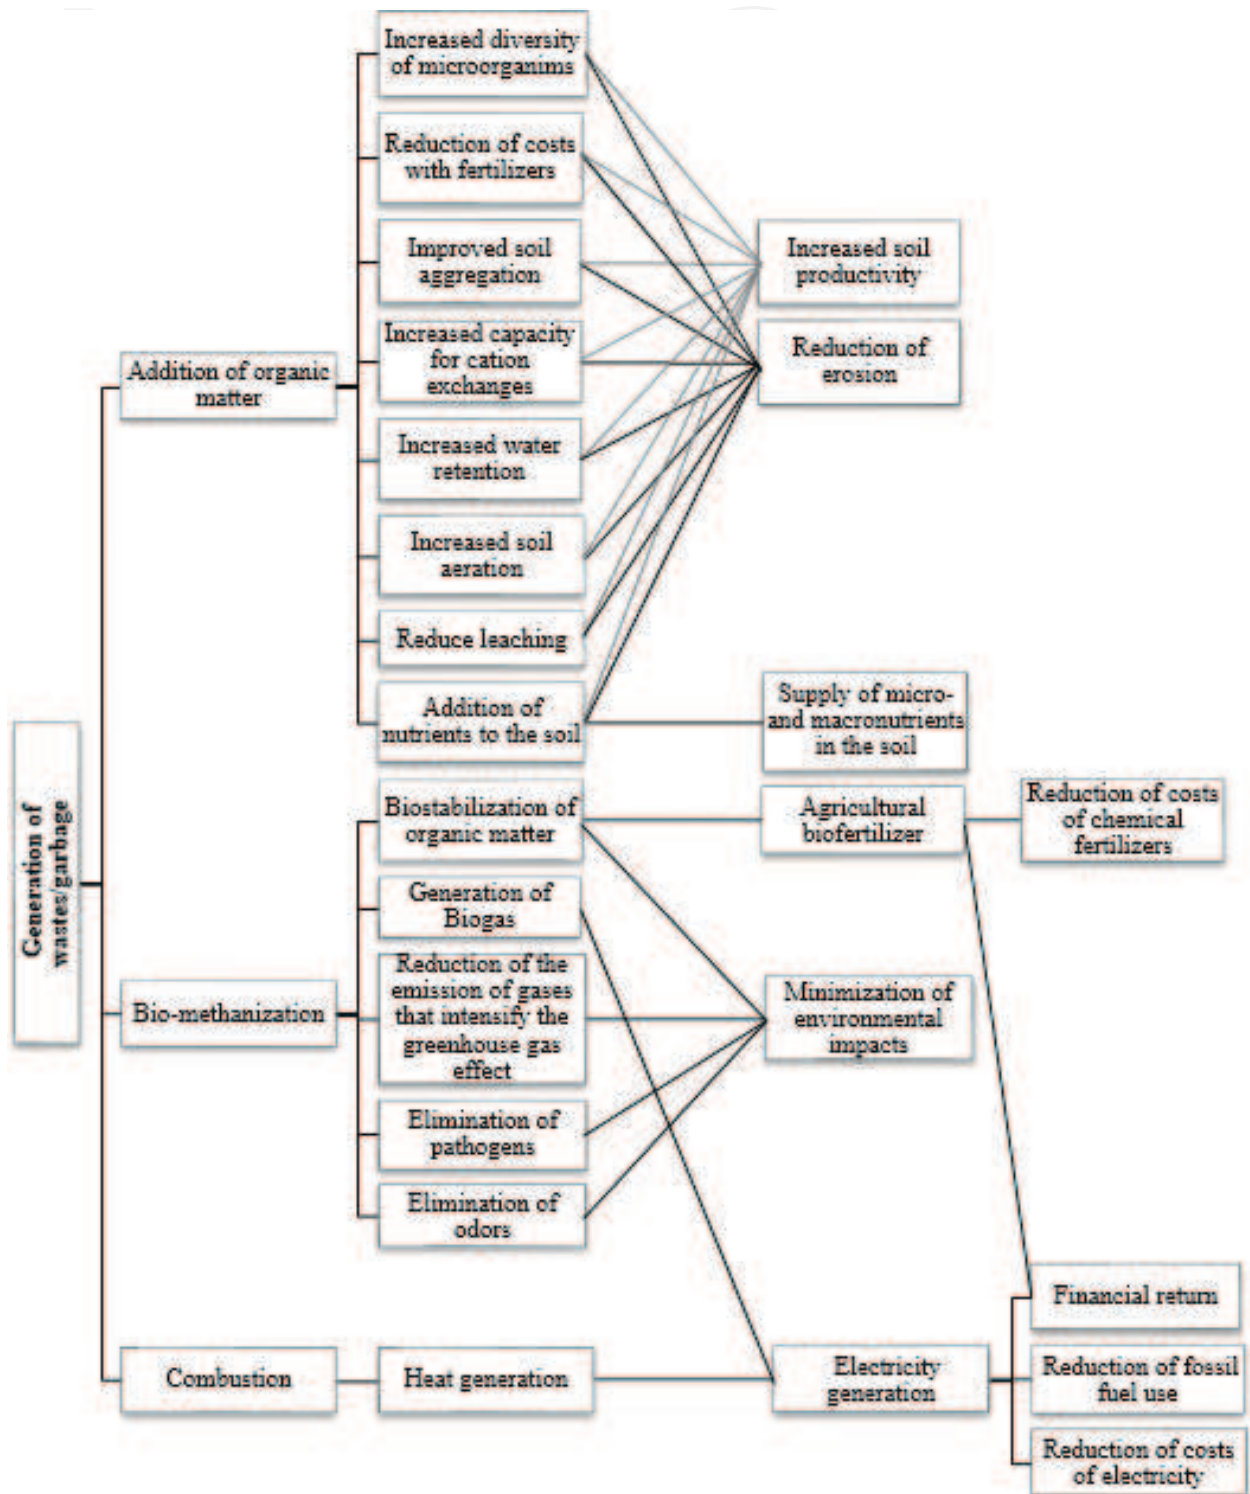 Increased diversity
of microorganims
Reduction of costs
with fertilizers
Improved soil
aggregation
Increased capacity
for cation
exchanges
Increased water
retention
Increased soil
aeration
Reduce leaching
Addition of
nutrients to the soil
Addition of organic
matter
Increased soil
productivity
Reduction of
erosion
Supply of micro-
and macronutrients
in the soil
Generation of
wastes/garbage
Bio-methanization
Biostabilization of
organic matter
Generation of
Biogas
Reduction of the
emission of gases
that intensify the
greenhouse gas
effect
Elimination of
pathogens
Elimination of
odors
Agricultural
biofertilizer
Reduction of costs
of chemical
fertilizers
Minimization of
environmental
impacts
Combustion
Heat generation
Electricity
generation
Financial return
Reduction of fossil
fuel use
Reduction of costs
of electricity